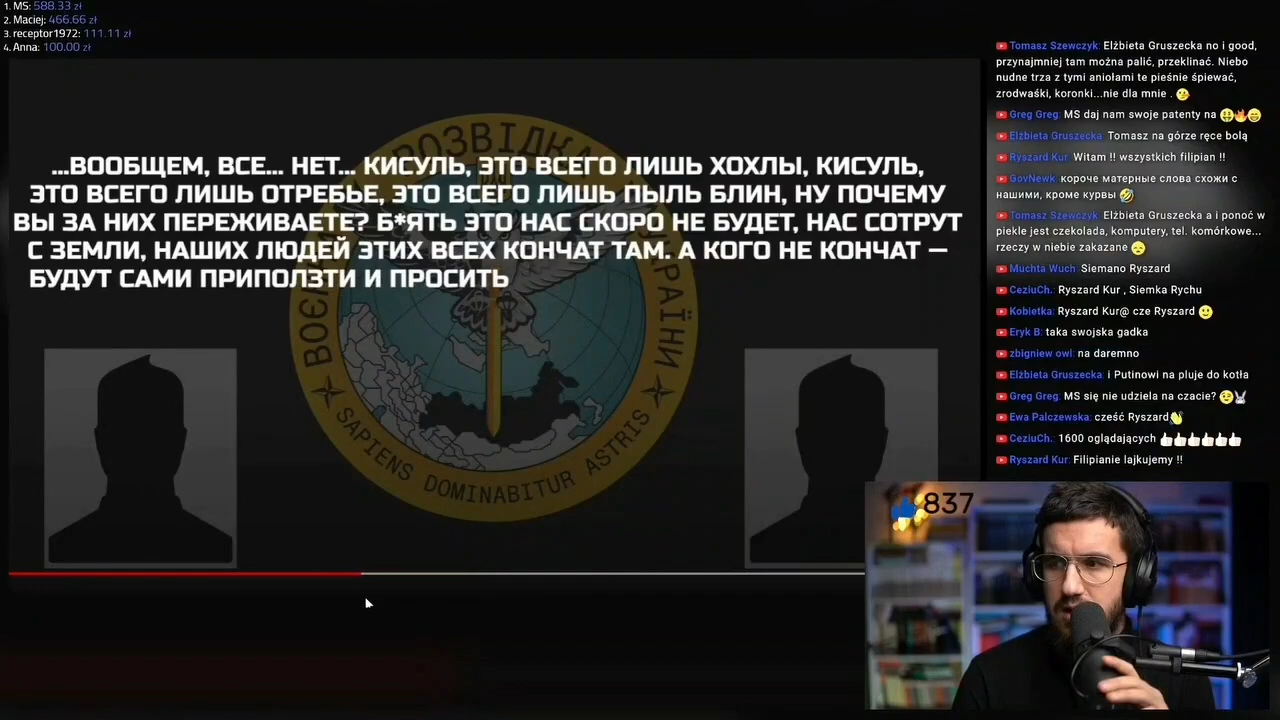 1. MS: 588.33 zł
2. Maciej: 466.66 zł
3. receptor1972: 111.11 zł
4. Anna: 100.00 zł
...ВООБЩЕМ, ВСЕ... НЕТ... КИСУЛЬ, ЭТО ВСЕГО ЛИШЬ ХОХЛЫ, КИСУЛЬ,
ЭТО ВСЕГО ЛИШЬ ОТРЕБЬЕ, ЭТО ВСЕГО ЛИШЬ ПЫЛЬ БЛИН, НУ ПОЧЕМУ
ВЫ ЗА НИХ ПЕРЕЖИВАЕТЕ? Б*ЯТЬ ЭТО НАС СКОРО НЕ БУДЕТ, НАС СОТРУТ
С ЗЕМЛИ, НАШИХ ЛЮДЕЙ ЭТИХ ВСЕХ КОНЧАТ ТАМ. А КОГО НЕ КОНЧАТ —
БУДУТ САМИ ПРИПОЛЗТИ И ПРОСИТЬ
ВОЄННА РОЗВІДКА УКРАЇНИ
SAPIENS DOMINABITUR ASTRIS
Tomasz Szewczyk: Elżbieta Gruszecka no i good,
przynajmniej tam można palić, przeklinać. Niebo
nudne trza z tymi aniołami te pieśnie śpiewać,
zrodwaśki, koronki...nie dla mnie . 🤥
Greg Greg: MS daj nam swoje patenty na 🤑🔥😁
Elżbieta Gruszecka: Tomasz na górze ręce bolą
Ryszard Kur: Witam !! wszystkich filipian !!
GovNewk: короче матерные слова схожи с
нашими, кроме курвы 🤣
Tomasz Szewczyk: Elżbieta Gruszecka a i ponoć w
piekle jest czekolada, komputery, tel. komórkowe...
rzeczy w niebie zakazane 😞
Muchta Wuch: Siemano Ryszard
CeziuCh.: Ryszard Kur , Siemka Rychu
Kobietka: Ryszard Kur@ cze Ryszard 🙂
Eryk B: taka swojska gadka
zbigniew owl: na daremno
Elżbieta Gruszecka: i Putinowi na pluje do kotła
Greg Greg: MS się nie udziela na czacie? 😉🐰
Ewa Palczewska: cześć Ryszard👋
CeziuCh.: 1600 oglądających 👍🏻👍🏻👍🏻👍🏻👍🏻👍🏻
Ryszard Kur: Filipianie lajkujemy !!
837